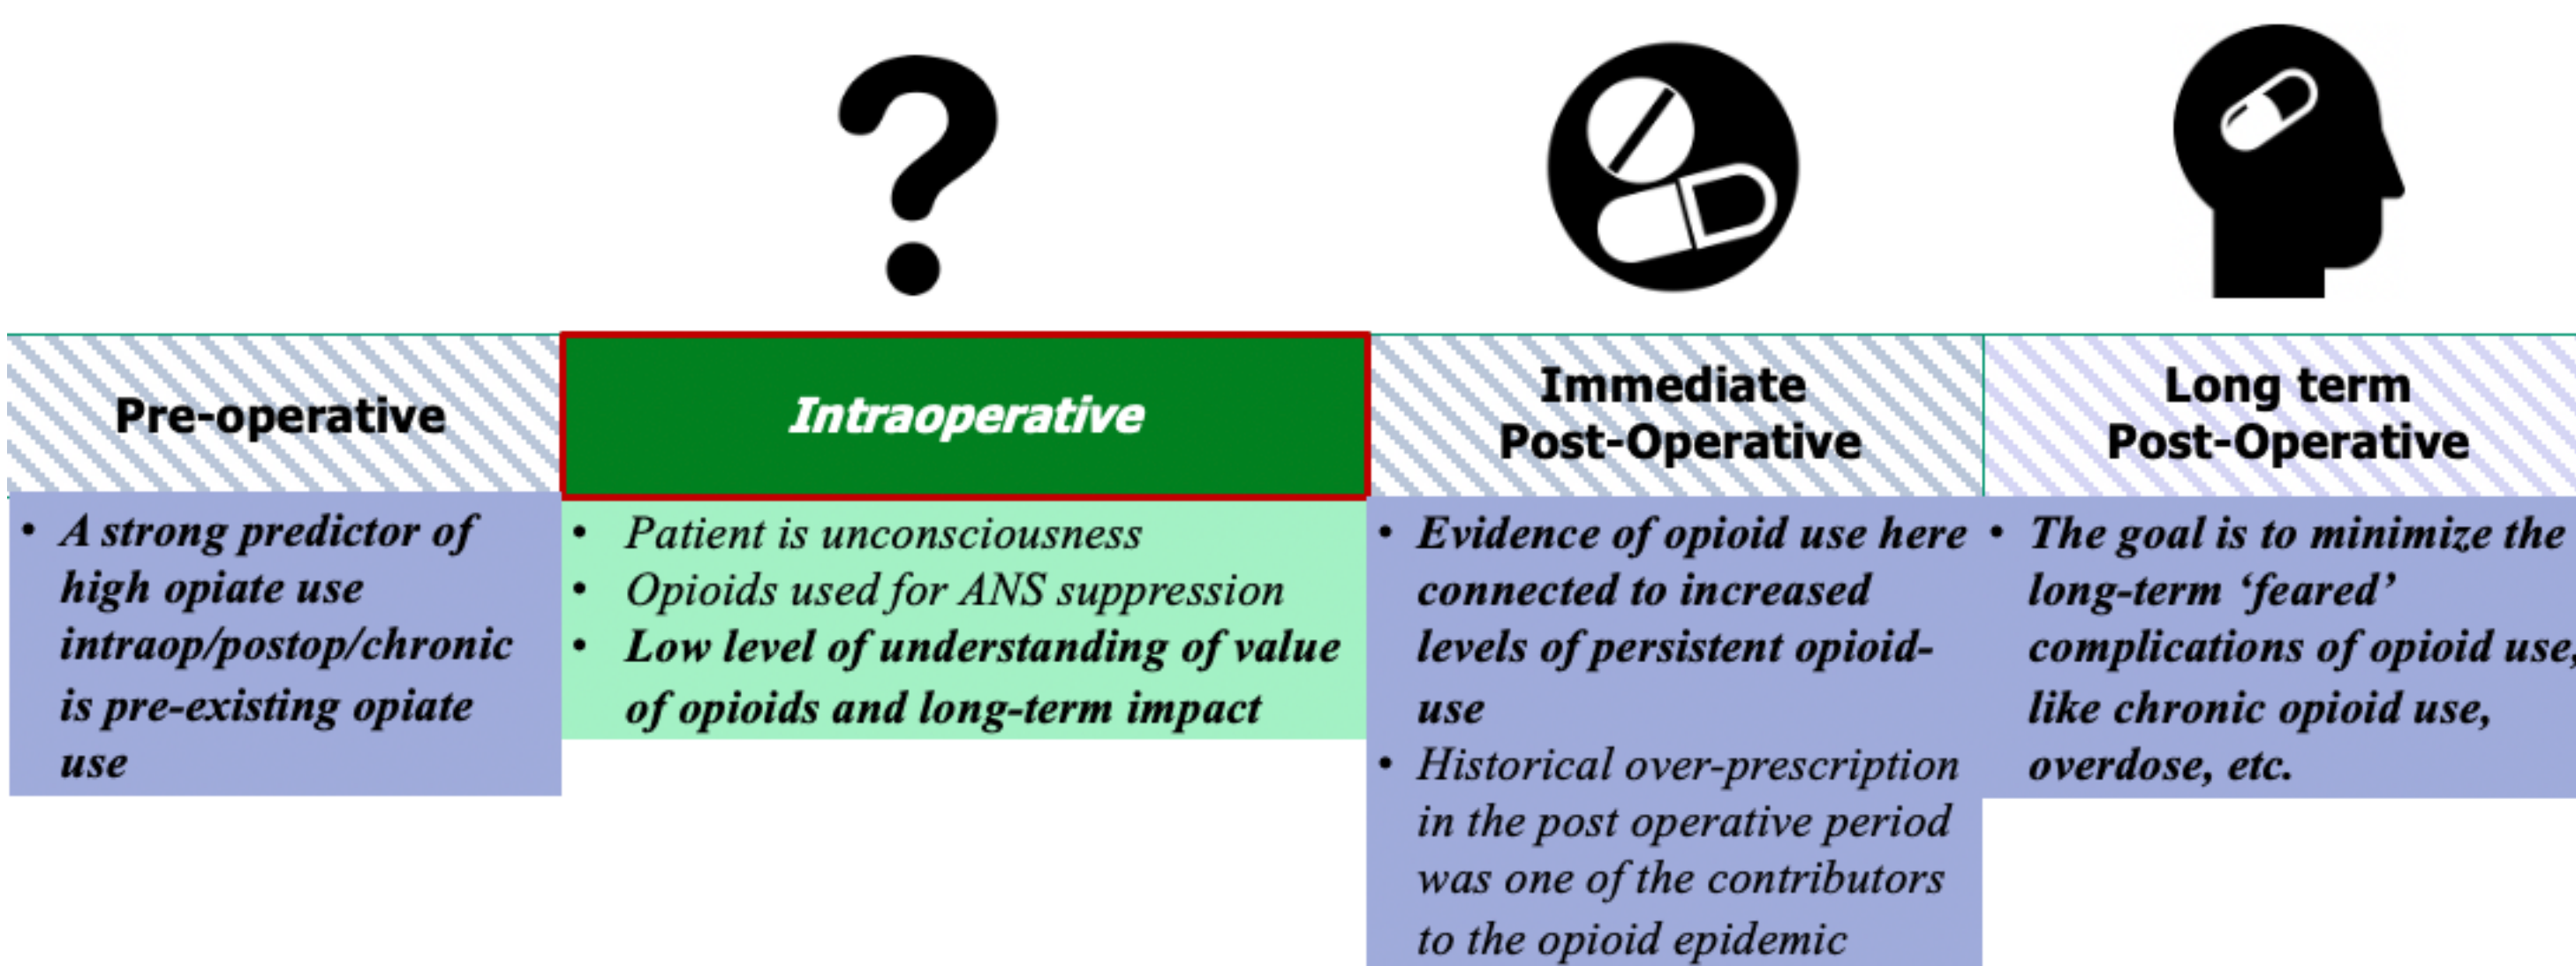 Pre-operative
Intraoperative
Immediate
Post-Operative
Long term
Post-Operative
• A strong predictor of
high opiate use
intraop/postop/chronic
is pre-existing opiate
use
• Patient is unconsciousness
• Opioids used for ANS suppression
• Low level of understanding of value
of opioids and long-term impact
• Evidence of opioid use here
connected to increased
levels of persistent opioid-
use
• Historical over-prescription
in the post operative period
was one of the contributors
to the opioid epidemic
• The goal is to minimize the
long-term ‘feared’
complications of opioid use,
like chronic opioid use,
overdose, etc.